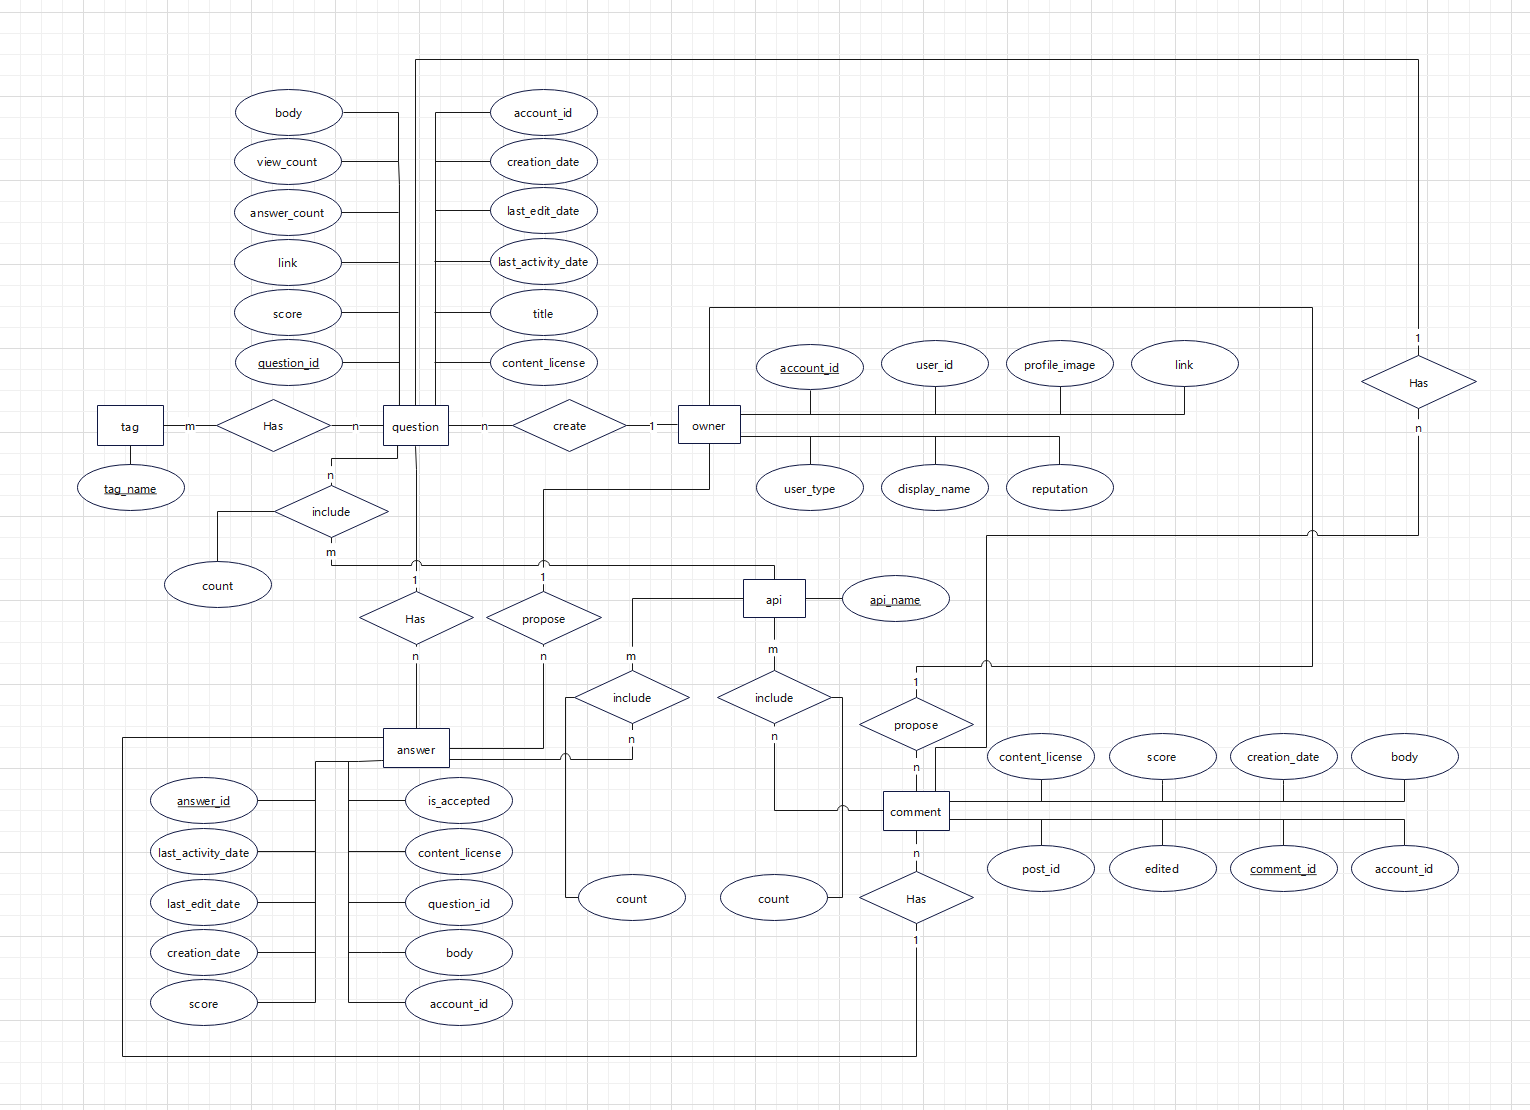 body
account_id
view_count
creation_date
answer_count
last_edit_date
link
last_activity_date
score
title
question_id
content_license
1
account_id
user_id
profile_image
link
Has
tag
m
Has
n
question
n
create
1
owner
n
tag_name
n
user_type
display_name
reputation
include
m
count
1
1
api
api_name
Has
propose
n
n
m
m
include
include
1
propose
n
n
n
answer
content_license
score
creation_date
body
answer_id
is_accepted
comment
last_activity_date
content_license
n
post_id
edited
comment_id
account_id
last_edit_date
question_id
count
count
Has
creation_date
body
1
score
account_id